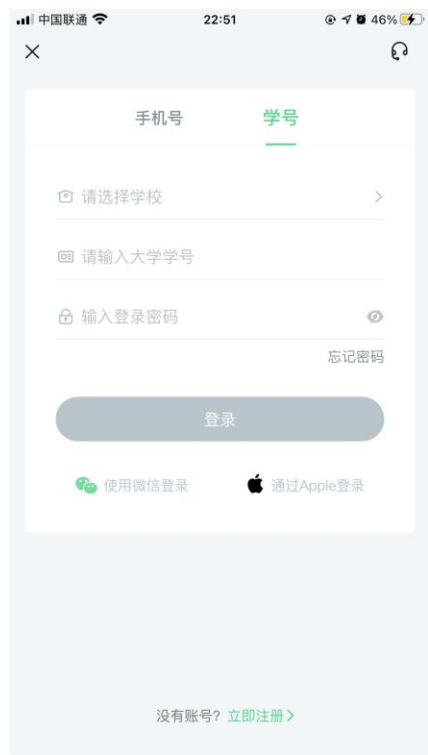 中国联通 22:51 46%
手机号 学号
请选择学校
请输入大学学号
输入登录密码
忘记密码
登录
使用微信登录 通过Apple登录
没有账号? 立即注册